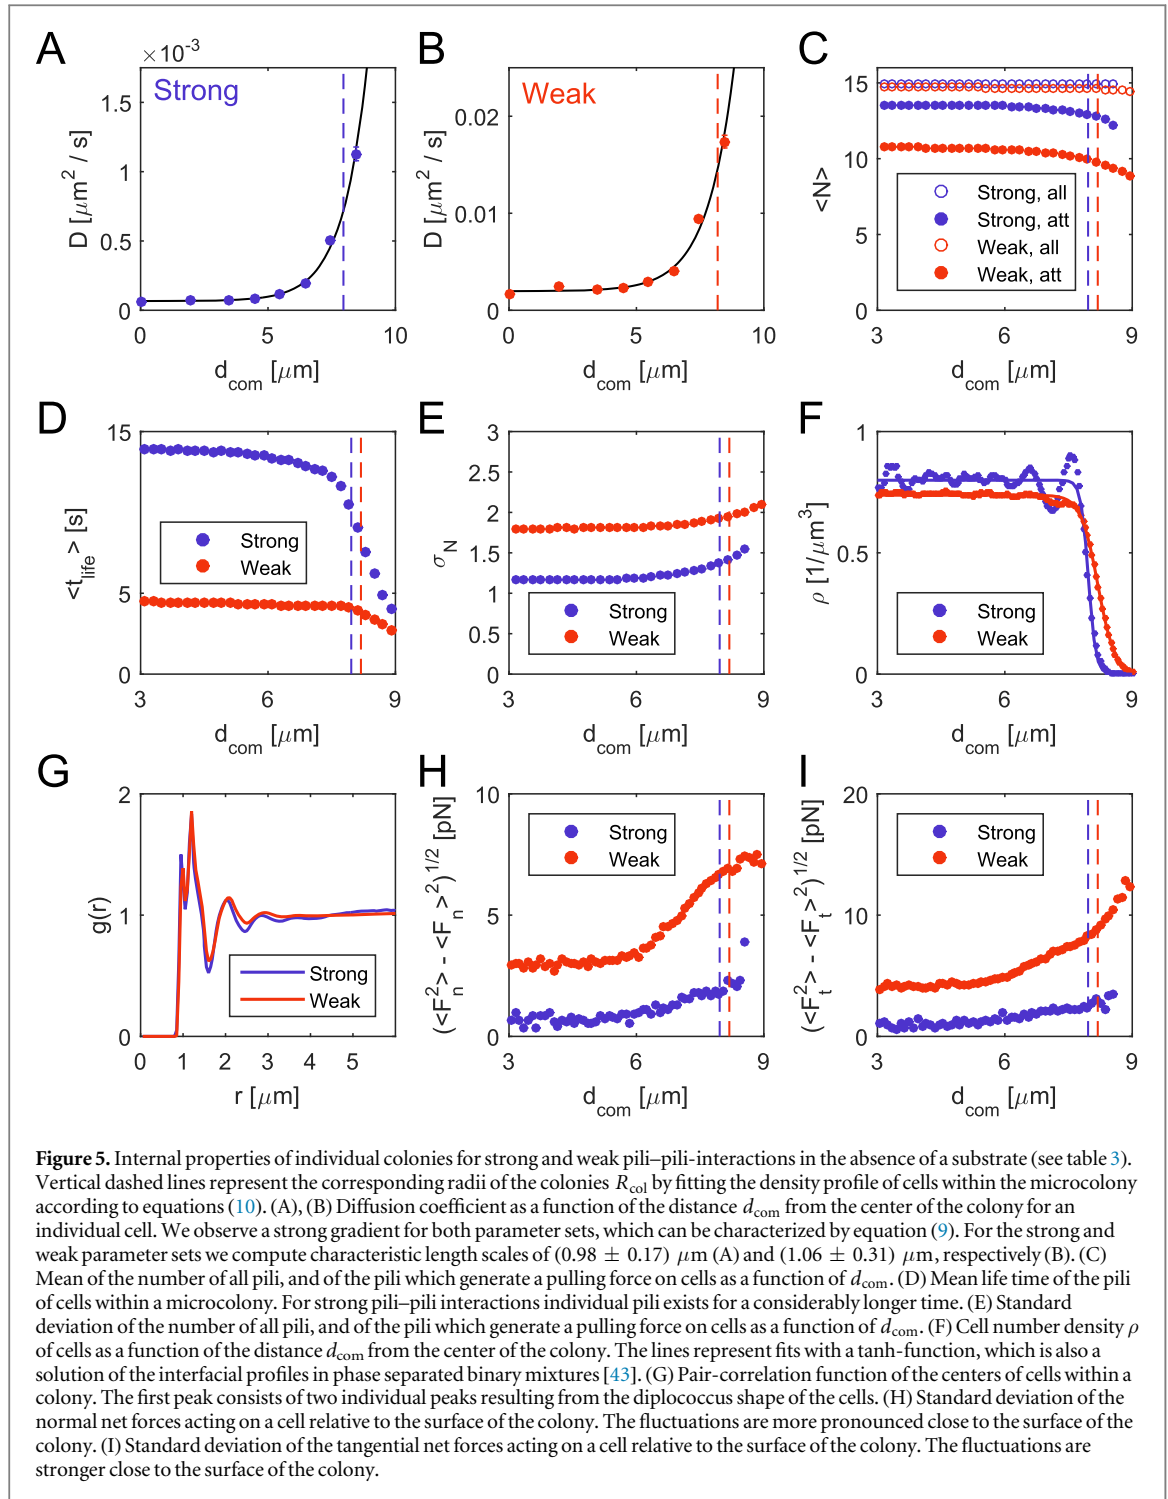 A
×10⁻³
Strong
1.5
1
0.5
0
D [μm² / s]
0
5
10
d_com [μm]
B
Weak
0.02
0.01
0
D [μm² / s]
0
5
10
d_com [μm]
C
15
10
5
0
<N>
Strong, all
Strong, att
Weak, all
Weak, att
3
6
9
d_com [μm]
D
15
5
0
<t_life> [s]
Strong
Weak
3
6
9
d_com [μm]
E
3
2.5
2
1.5
1
0.5
0
σ_N
Strong
Weak
3
6
9
d_com [μm]
F
1
0.5
0
ρ [1/μm³]
Strong
Weak
3
6
9
d_com [μm]
G
2
1
0
g(r)
Strong
Weak
0
1
2
3
4
5
r [μm]
H
10
5
0
(<F_n²> - <F_n>²)^1/2 [pN]
Strong
Weak
3
6
9
d_com [μm]
I
20
10
0
(<F_t²> - <F_t>²)^1/2 [pN]
Strong
Weak
3
6
9
d_com [μm]
Figure 5. Internal properties of individual colonies for strong and weak pili–pili-interactions in the absence of a substrate (see table 3).
Vertical dashed lines represent the corresponding radii of the colonies R_col by fitting the density profile of cells within the microcolony
according to equations (10). (A), (B) Diffusion coefficient as a function of the distance d_com from the center of the colony for an
individual cell. We observe a strong gradient for both parameter sets, which can be characterized by equation (9). For the strong and
weak parameter sets we compute characteristic length scales of (0.98 ± 0.17) μm (A) and (1.06 ± 0.31) μm, respectively (B). (C)
Mean of the number of all pili, and of the pili which generate a pulling force on cells as a function of d_com. (D) Mean life time of the pili
of cells within a microcolony. For strong pili–pili interactions individual pili exists for a considerably longer time. (E) Standard
deviation of the number of all pili, and of the pili which generate a pulling force on cells as a function of d_com. (F) Cell number density ρ
of cells as a function of the distance d_com from the center of the colony. The lines represent fits with a tanh-function, which is also a
solution of the interfacial profiles in phase separated binary mixtures [43]. (G) Pair-correlation function of the centers of cells within a
colony. The first peak consists of two individual peaks resulting from the diplococcus shape of the cells. (H) Standard deviation of the
normal net forces acting on a cell relative to the surface of the colony. The fluctuations are more pronounced close to the surface of the
colony. (I) Standard deviation of the tangential net forces acting on a cell relative to the surface of the colony. The fluctuations are
stronger close to the surface of the colony.